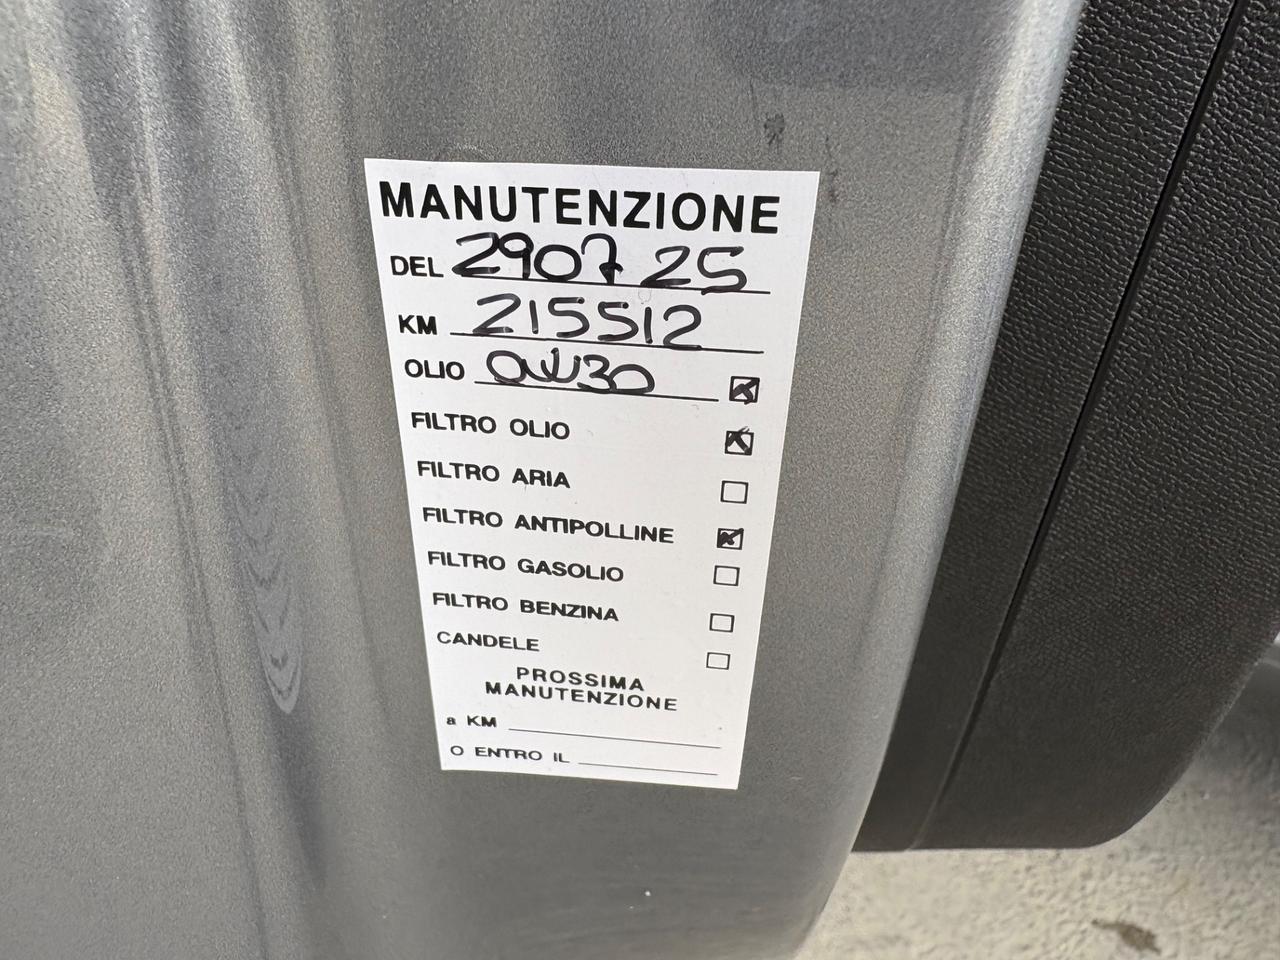 MANUTENZIONE
DEL 290725
KM 215512
OLIO 0W30
FILTRO OLIO
FILTRO ARIA
FILTRO ANTIPOLLINE
FILTRO GASOLIO
FILTRO BENZINA
CANDELE
PROSSIMA
MANUTENZIONE
a KM
O ENTRO IL